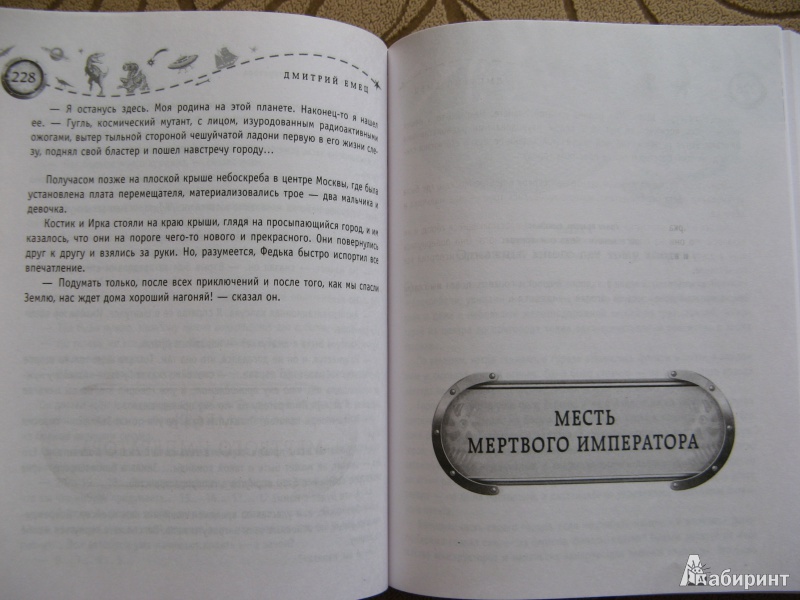 228
ДМИТРИЙ ЕМЕЦ
— Я останусь здесь. Моя родина на этой планете. Наконец-то я нашел
ее. — Гугль, космический мутант, с лицом, изуродованным радиоактивными
ожогами, вытер тыльной стороной чешуйчатой ладони первую в его жизни сле-
зу, поднял свой бластер и пошел навстречу городу...
Получасом позже на плоской крыше небоскреба в центре Москвы, где была
установлена плата перемещателя, материализовались трое — два мальчика и
девочка.
Костик и Ирка стояли на краю крыши, глядя на просыпающийся город, и им
казалось, что они на пороге чего-то нового и прекрасного. Они повернулись
друг к другу и взялись за руки. Но, разумеется, Федька быстро испортил все
впечатление.
— Подумать только, после всех приключений и после того, как мы спасли
Землю, нас ждет дома хороший нагоняй! — сказал он.
МЕСТЬ
МЕРТВОГО ИМПЕРАТОРА
Лабиринт